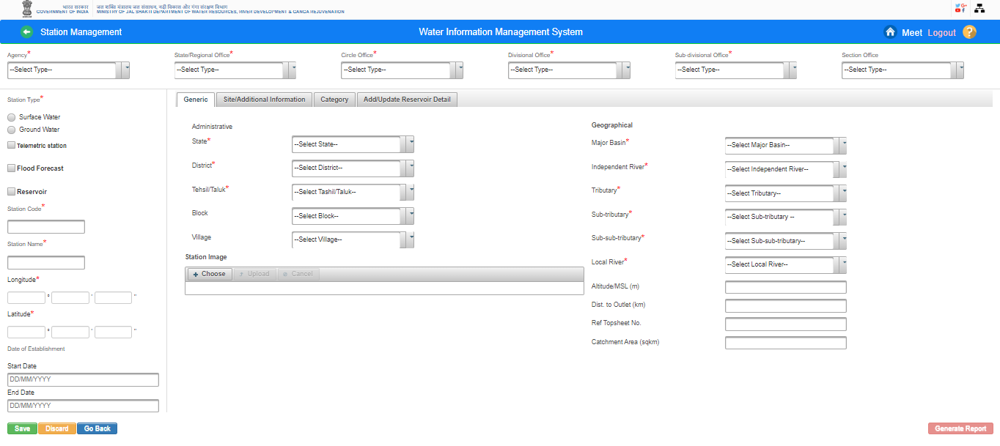 भारत सरकार
GOVERNMENT OF INDIA
जल शक्ति मंत्रालय जल संसाधन, नदी विकास और गंगा संरक्षण विभाग
MINISTRY OF JAL SHAKTI DEPARTMENT OF WATER RESOURCES, RIVER DEVELOPMENT & GANGA REJUVENATION
Station Management
Water Information Management System
Meet Logout ?
Agency* State/Regional Office* Circle Office* Divisional Office* Sub-divisional Office* Section Office
--Select Type-- --Select Type-- --Select Type-- --Select Type-- --Select Type-- --Select Type--
Station Type*
Surface Water
Ground Water
Telemetric station
Flood Forecast
Reservoir
Station Code*
Station Name*
Longitude*
° ' "
Latitude*
° ' "
Date of Establishment
Start Date
DD/MM/YYYY
End Date
DD/MM/YYYY
Generic Site/Additional Information Category Add/Update Reservoir Detail
Administrative
State* --Select State--
District* --Select District--
Tehsil/Taluk* --Select Tashil/Taluk--
Block --Select Block--
Village --Select Village--
Station Image
+ Choose Upload Cancel
Geographical
Major Basin* --Select Major Basin--
Independent River* --Select Independent River--
Tributary* --Select Tributary--
Sub-tributary* --Select Sub-tributary --
Sub-sub-tributary* --Select Sub-sub-tributary--
Local River* --Select Local River--
Altitude/MSL (m)
Dist. to Outlet (km)
Ref Topsheet No.
Catchment Area (sqkm)
Save Discard Go Back Generate Report